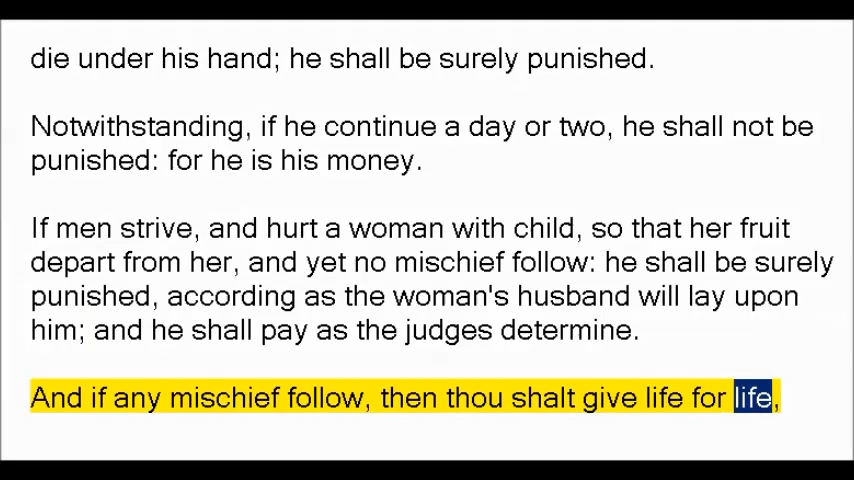 die under his hand; he shall be surely punished.
Notwithstanding, if he continue a day or two, he shall not be
punished: for he is his money.
If men strive, and hurt a woman with child, so that her fruit
depart from her, and yet no mischief follow: he shall be surely
punished, according as the woman's husband will lay upon
him; and he shall pay as the judges determine.
And if any mischief follow, then thou shalt give life for life,